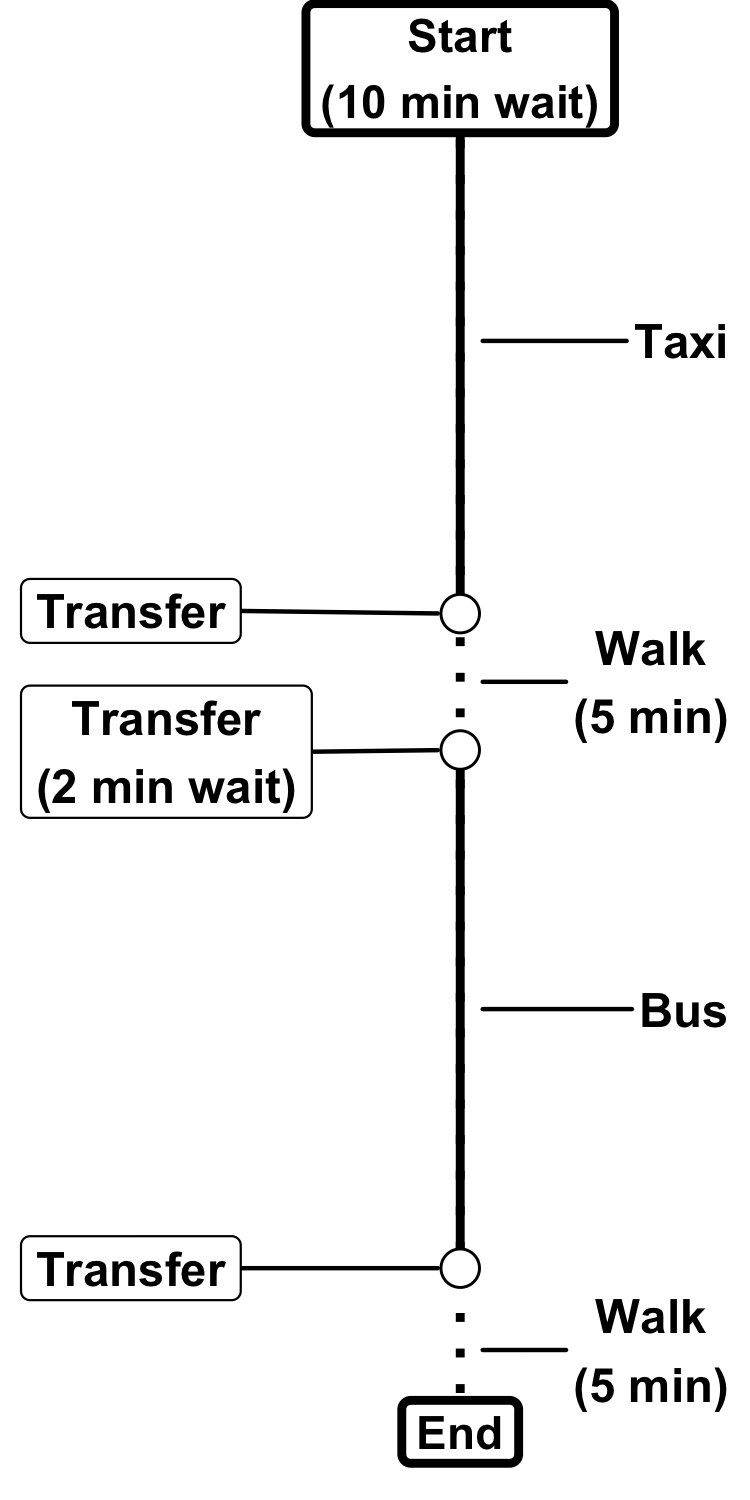 Start
(10 min wait)
Taxi
Transfer
Walk
(5 min)
Transfer
(2 min wait)
Bus
Transfer
Walk
(5 min)
End